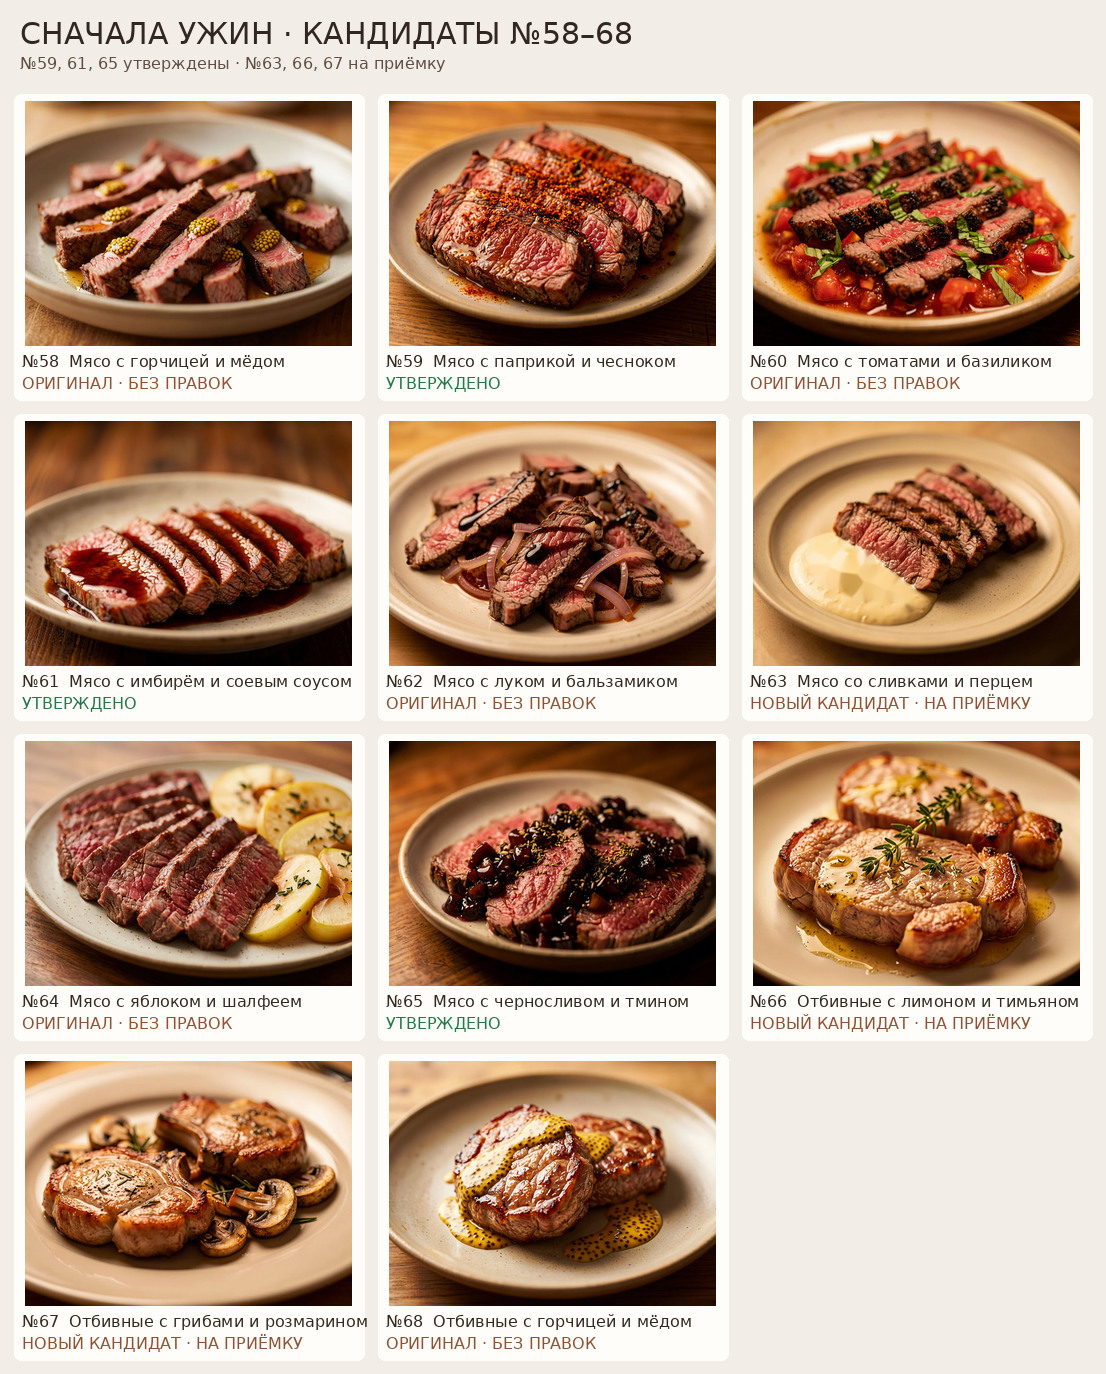 СНАЧАЛА УЖИН · КАНДИДАТЫ №58–68
№59, 61, 65 утверждены · №63, 66, 67 на приёмку
№58 Мясо с горчицей и мёдом
ОРИГИНАЛ · БЕЗ ПРАВОК
№59 Мясо с паприкой и чесноком
УТВЕРЖДЕНО
№60 Мясо с томатами и базиликом
ОРИГИНАЛ · БЕЗ ПРАВОК
№61 Мясо с имбирём и соевым соусом
УТВЕРЖДЕНО
№62 Мясо с луком и бальзамиком
ОРИГИНАЛ · БЕЗ ПРАВОК
№63 Мясо со сливками и перцем
НОВЫЙ КАНДИДАТ · НА ПРИЁМКУ
№64 Мясо с яблоком и шалфеем
ОРИГИНАЛ · БЕЗ ПРАВОК
№65 Мясо с черносливом и тмином
УТВЕРЖДЕНО
№66 Отбивные с лимоном и тимьяном
НОВЫЙ КАНДИДАТ · НА ПРИЁМКУ
№67 Отбивные с грибами и розмарином
НОВЫЙ КАНДИДАТ · НА ПРИЁМКУ
№68 Отбивные с горчицей и мёдом
ОРИГИНАЛ · БЕЗ ПРАВОК